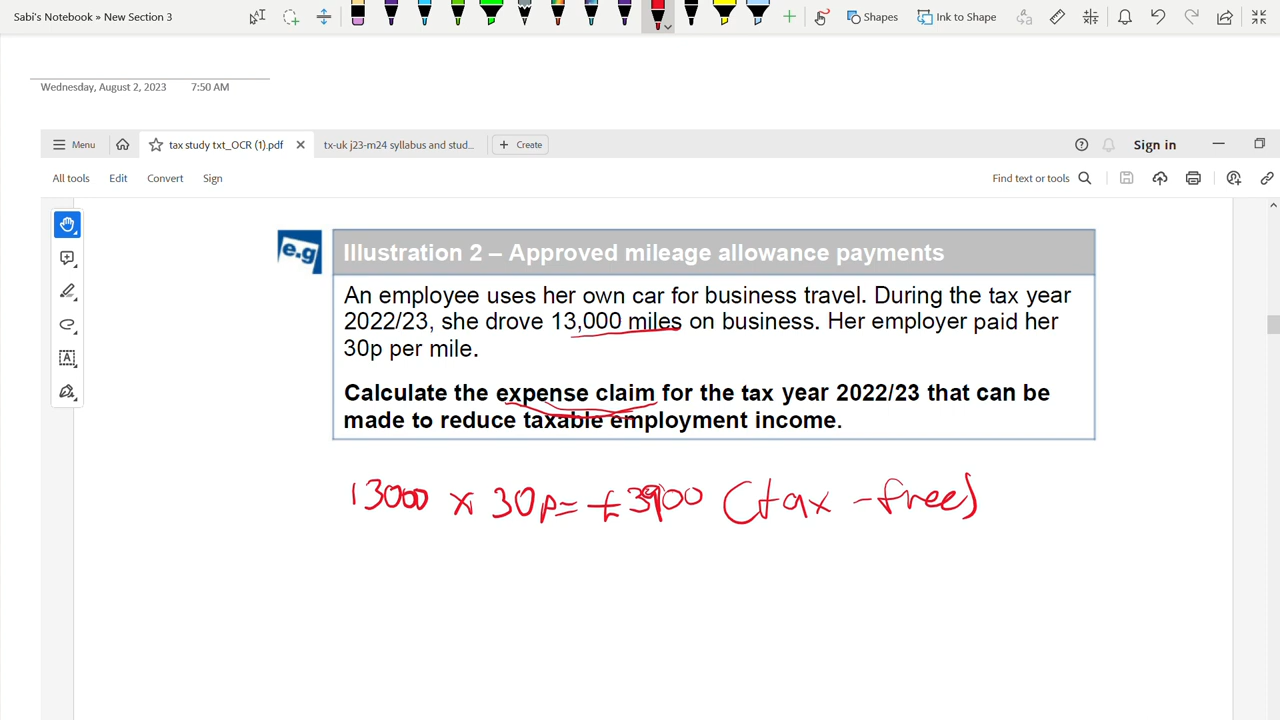 Sabi's Notebook » New Section 3
Shapes
Ink to Shape
Wednesday, August 2, 2023 7:50 AM
Menu
tax study txt_OCR (1).pdf
tx-uk j23-m24 syllabus and stud...
+ Create
Sign in
All tools Edit Convert Sign
Find text or tools
e.g
Illustration 2 – Approved mileage allowance payments
An employee uses her own car for business travel. During the tax year
2022/23, she drove 13,000 miles on business. Her employer paid her
30p per mile.
Calculate the expense claim for the tax year 2022/23 that can be
made to reduce taxable employment income.
13000 x 30p = £3900 (tax-free)